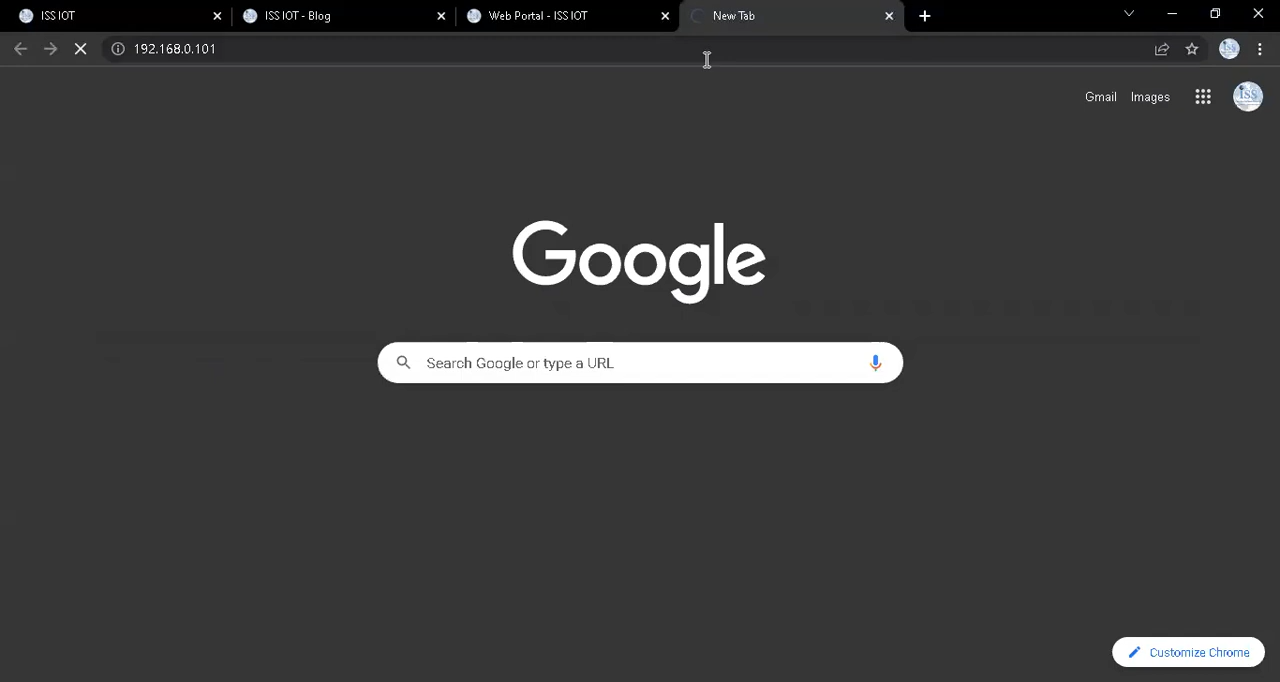 ISS IOT
ISS IOT - Blog
Web Portal - ISS IOT
New Tab
192.168.0.101
Gmail
Images
ISS
Google
Search Google or type a URL
Customize Chrome